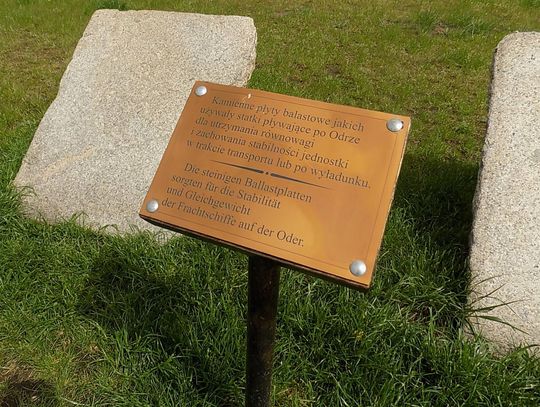 Kamienne płyty balastowe jakich
używały statki pływające po Odrze
dla utrzymania równowagi
i zachowania stabilności jednostki
w trakcie transportu lub po wyładunku.
Die steinigen Ballastplatten
sorgten für die Stabilität
und Gleichgewicht
der Frachtschiffe auf der Oder.